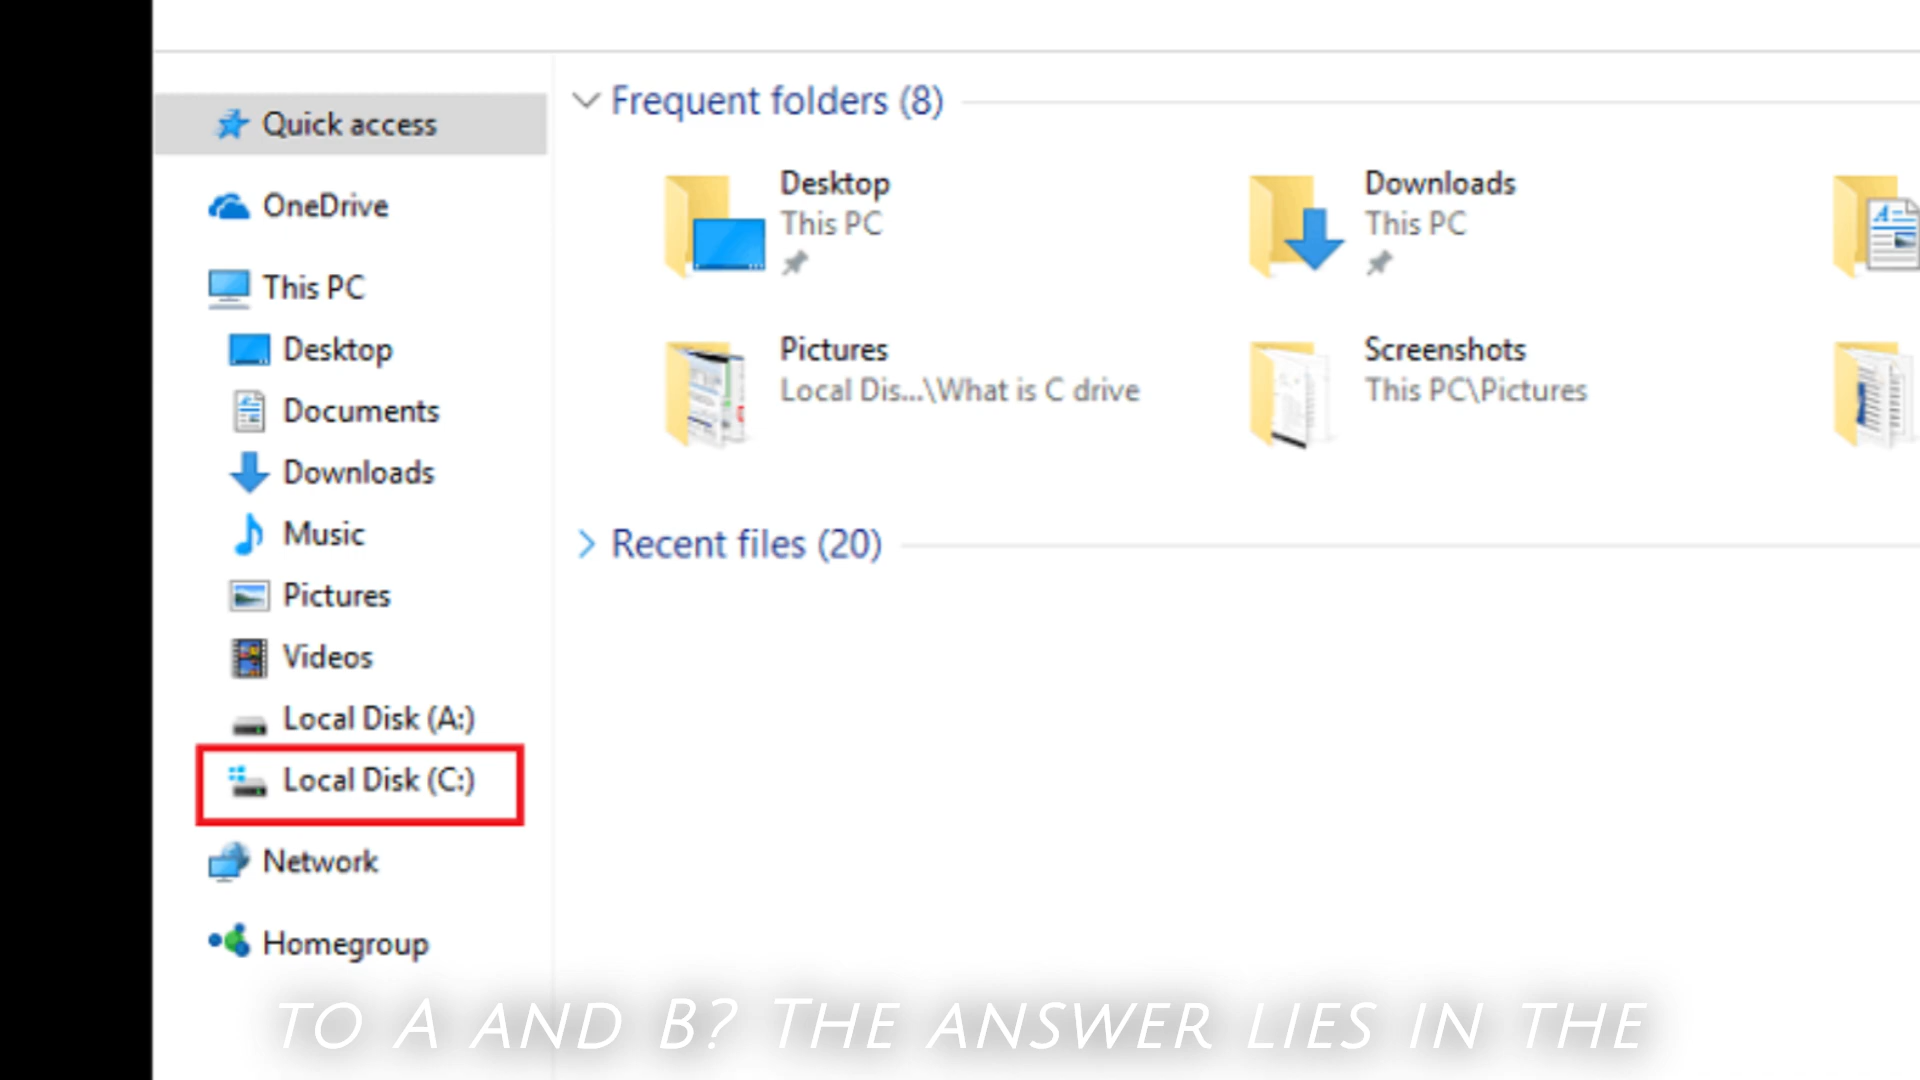 Quick access
OneDrive
This PC
Desktop
Documents
Downloads
Music
Pictures
Videos
Local Disk (A:)
Local Disk (C:)
Network
Homegroup
Frequent folders (8)
Desktop
This PC
Downloads
This PC
Pictures
Local Dis...\What is C drive
Screenshots
This PC\Pictures
Recent files (20)
TO A AND B? THE ANSWER LIES IN THE